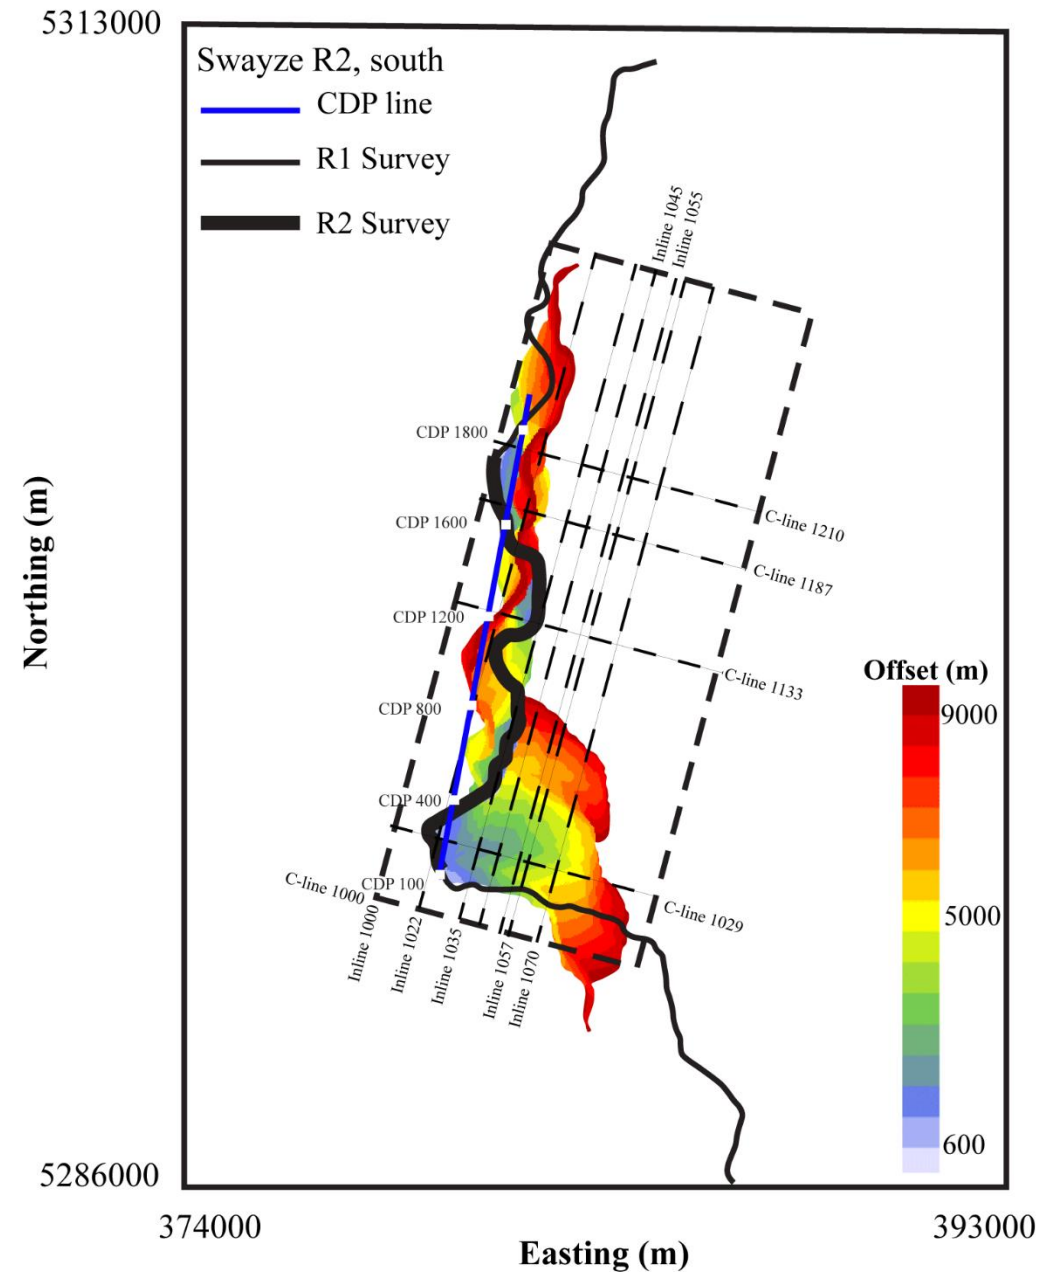 5313000
Swayze R2, south
CDP line
R1 Survey
R2 Survey
Inline 1045
Inline 1055
CDP 1800
CDP 1600
CDP 1200
CDP 800
CDP 400
CDP 100
C-line 1210
C-line 1187
C-line 1133
C-line 1029
C-line 1000
Inline 1000
Inline 1022
Inline 1035
Inline 1057
Inline 1070
Offset (m)
9000
5000
600
Northing (m)
5286000
374000
393000
Easting (m)